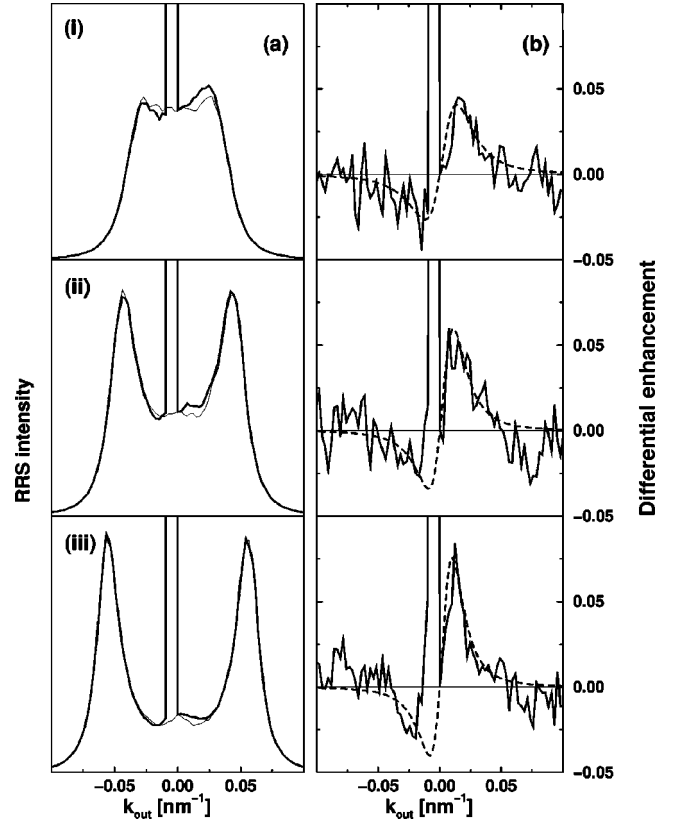 (i)
(a)
(b)
0.05
0.00
−0.05
(ii)
0.05
0.00
−0.05
(iii)
0.05
0.00
−0.05
RRS intensity
Differential enhancement
−0.05 0.00 0.05
−0.05 0.00 0.05
k_out [nm⁻¹]
k_out [nm⁻¹]